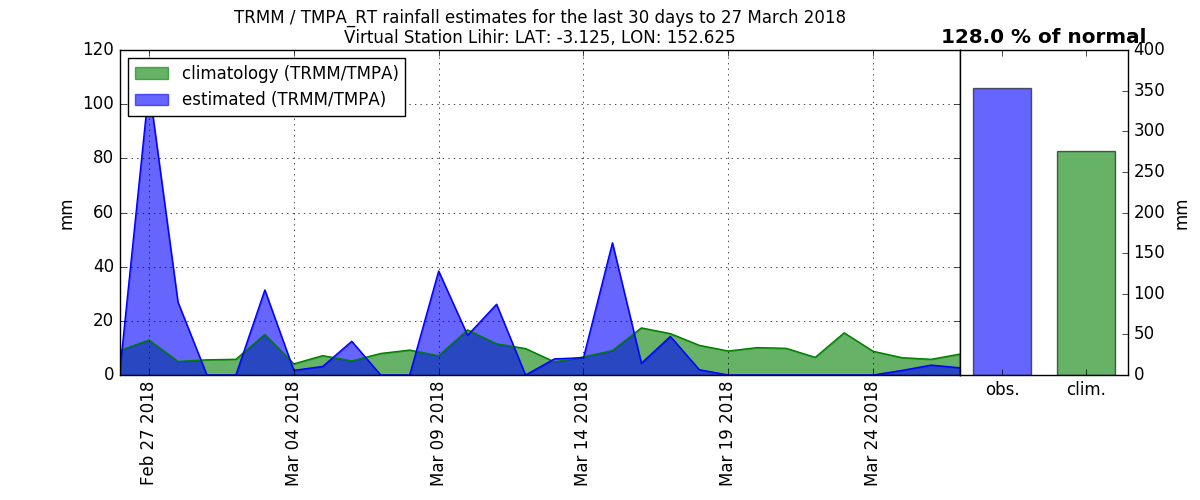 TRMM / TMPA_RT rainfall estimates for the last 30 days to 27 March 2018
Virtual Station Lihir: LAT: -3.125, LON: 152.625
128.0 % of normal
climatology (TRMM/TMPA)
estimated (TRMM/TMPA)
mm
120
100
80
60
40
20
0
Feb 27 2018
Mar 04 2018
Mar 09 2018
Mar 14 2018
Mar 19 2018
Mar 24 2018
obs.
clim.
400
350
300
250
200
150
100
50
0
mm